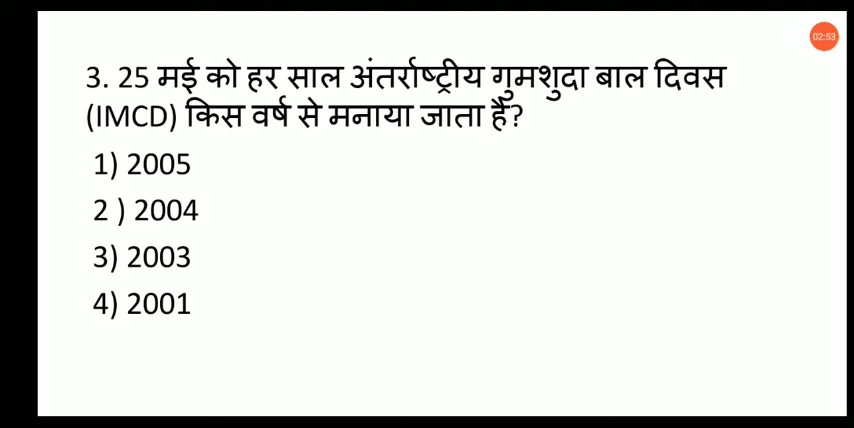 02:53
3. 25 मई को हर साल अंतर्राष्ट्रीय गुमशुदा बाल दिवस
(IMCD) किस वर्ष से मनाया जाता है?
1) 2005
2 ) 2004
3) 2003
4) 2001